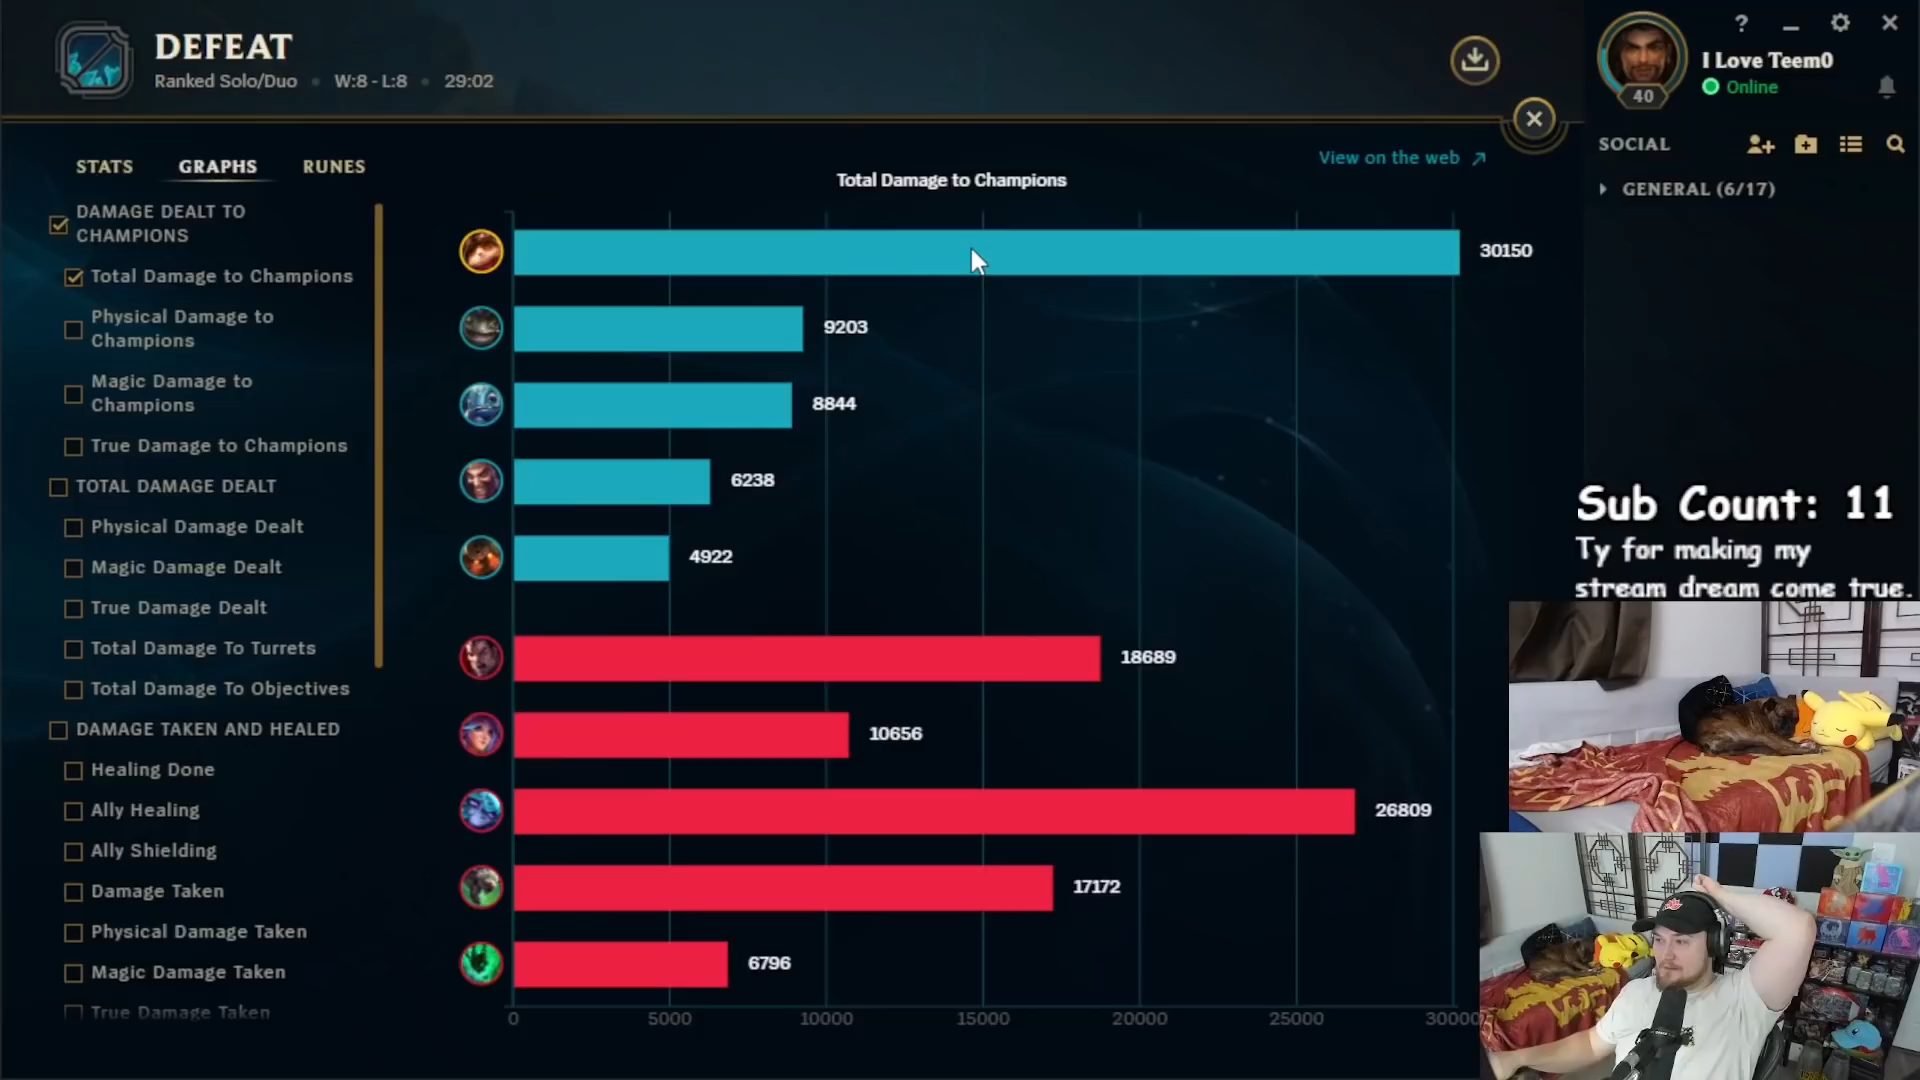 DEFEAT
Ranked Solo/Duo • W:8 - L:8 • 29:02
?
I Love Teem0
Online
40
SOCIAL
GENERAL (6/17)
STATS
GRAPHS
RUNES
View on the web
Total Damage to Champions
DAMAGE DEALT TO
CHAMPIONS
Total Damage to Champions
Physical Damage to
Champions
Magic Damage to
Champions
True Damage to Champions
TOTAL DAMAGE DEALT
Physical Damage Dealt
Magic Damage Dealt
True Damage Dealt
Total Damage To Turrets
Total Damage To Objectives
DAMAGE TAKEN AND HEALED
Healing Done
Ally Healing
Ally Shielding
Damage Taken
Physical Damage Taken
Magic Damage Taken
True Damage Taken
30150
9203
8844
6238
4922
18689
10656
26809
17172
6796
0
5000
10000
15000
20000
25000
30000
Sub Count: 11
Ty for making my
stream dream come true.